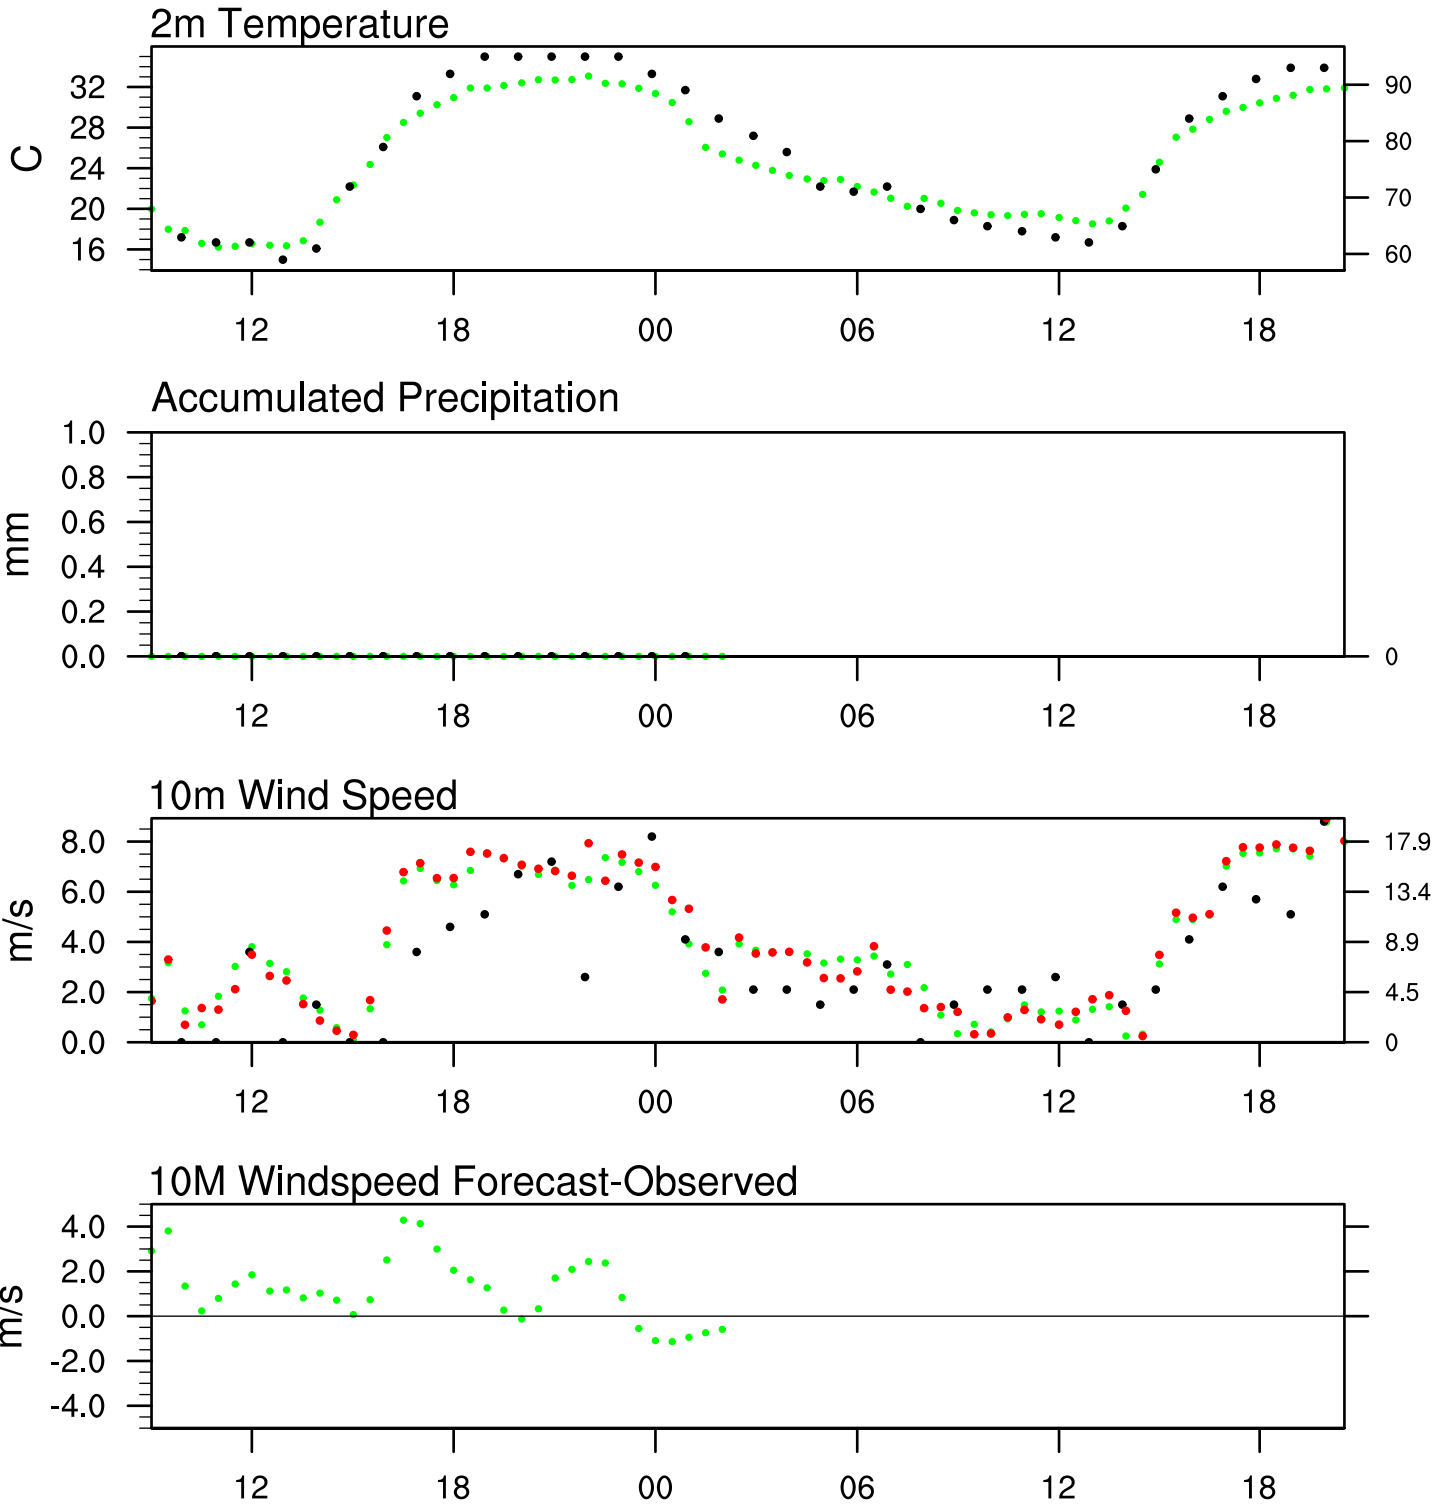 2m Temperature
C
32
28
24
20
16
90
80
70
60
12 18 00 06 12 18
Accumulated Precipitation
mm
1.0
0.8
0.6
0.4
0.2
0.0
0
12 18 00 06 12 18
10m Wind Speed
m/s
8.0
6.0
4.0
2.0
0.0
17.9
13.4
8.9
4.5
0
12 18 00 06 12 18
10M Windspeed Forecast-Observed
m/s
4.0
2.0
0.0
-2.0
-4.0
12 18 00 06 12 18